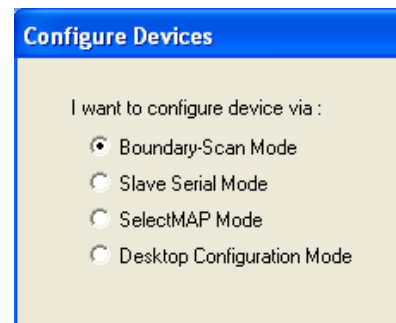 Configure Devices
I want to configure device via :
Boundary-Scan Mode
Slave Serial Mode
SelectMAP Mode
Desktop Configuration Mode